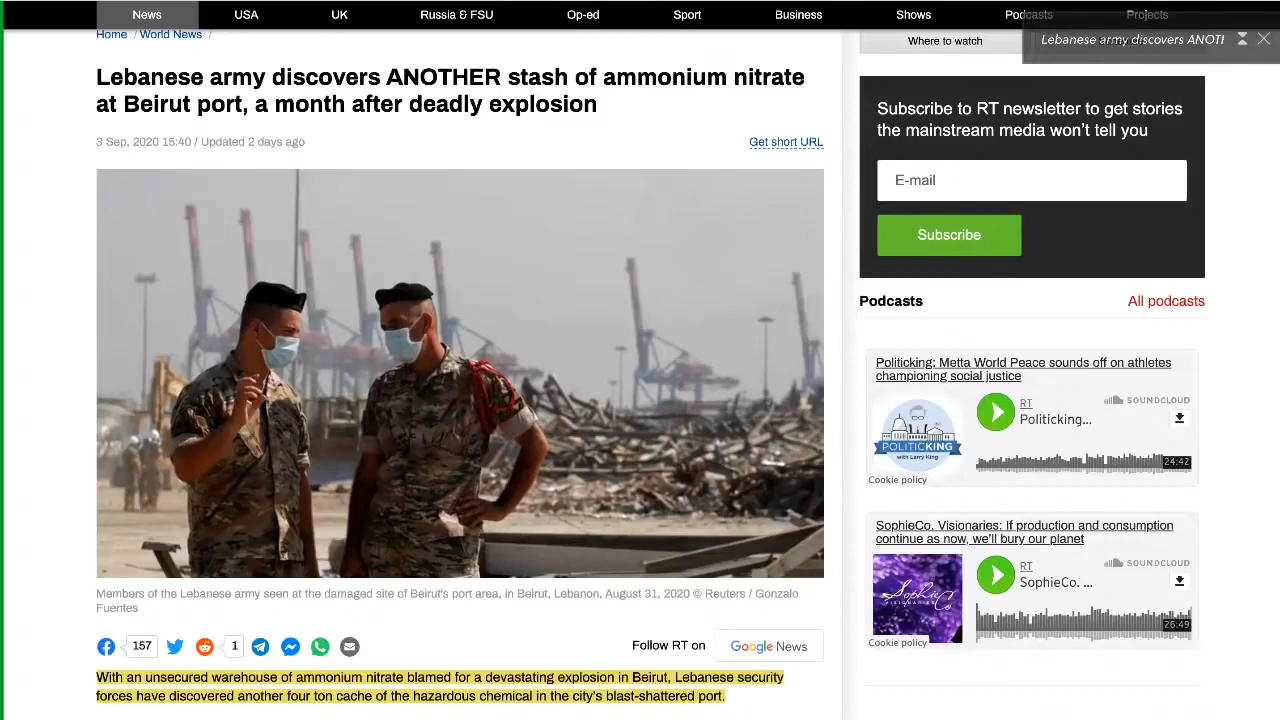 News USA UK Russia & FSU Op-ed Sport Business Shows Podcasts Projects
Home / World News /
Where to watch
Lebanese army discovers ANOTI
Lebanese army discovers ANOTHER stash of ammonium nitrate
at Beirut port, a month after deadly explosion
3 Sep, 2020 15:40 / Updated 2 days ago
Get short URL
Members of the Lebanese army seen at the damaged site of Beirut's port area, in Beirut, Lebanon, August 31, 2020 © Reuters / Gonzalo
Fuentes
157
1
Follow RT on
Google News
With an unsecured warehouse of ammonium nitrate blamed for a devastating explosion in Beirut, Lebanese security
forces have discovered another four ton cache of the hazardous chemical in the city's blast-shattered port.
Subscribe to RT newsletter to get stories
the mainstream media won't tell you
E-mail
Subscribe
Podcasts
All podcasts
Politicking: Metta World Peace sounds off on athletes
championing social justice
RT
SOUNDCLOUD
Politicking...
POLITICKING
with Larry King
24:42
Cookie policy
SophieCo. Visionaries: If production and consumption
continue as now, we'll bury our planet
RT
SOUNDCLOUD
SophieCo. ...
SophieCo
VISIONARIES
26:49
Cookie policy